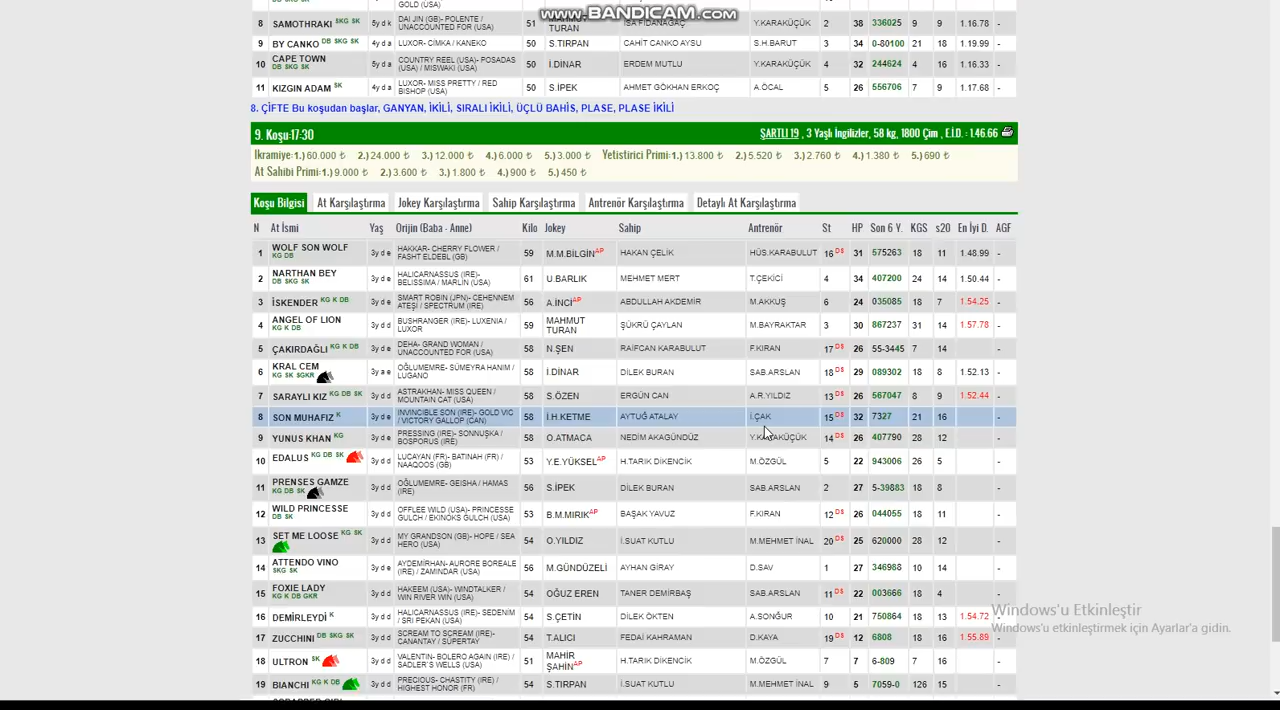 GOLD (USA)
www.BANDICAM.com
8 SAMOTHRAKI SKG SK 5y d k DAI JIN (GB)- POLENTE / UNACCOUNTED FOR (USA) 51 TURAN İSA FİDANAĞAÇ Y.KARAKÜÇÜK 2 38 336025 9 9 1.16.78
9 BY CANKO DB SKG SK 4y d a LUXOR- CİMKA / KANEKO 50 S.TIRPAN CAHİT CANKO AYSU S.H.BARUT 3 34 0-80100 21 18 1.19.99
10 CAPE TOWN DB SKG SK 6y d a COUNTRY REEL (USA)- POSADAS (USA) / MISWAKI (USA) 50 İ.DİNAR ERDEM MUTLU Y.KARAKÜÇÜK 4 32 244624 4 16 1.16.33
11 KIZGIN ADAM SK 4y d a LUXOR- MISS PRETTY / RED BISHOP (USA) 50 S.İPEK AHMET GÖKHAN ERKOÇ A.ÖCAL 5 26 556706 7 9 1.17.68
8. ÇİFTE Bu koşudan başlar, GANYAN, İKİLİ, SIRALI İKİLİ, ÜÇLÜ BAHİS, PLASE, PLASE İKİLİ
9. Koşu:17-30 ŞARTLI 19 , 3 Yaşlı İngilizler, 58 kg, 1800 Çim , E.İ.D. : 1.46.66
İkramiye:1.) 60.000 ₺ 2.) 24.000 ₺ 3.) 12.000 ₺ 4.) 6.000 ₺ 5.) 3.000 ₺ Yetistirici Primi:1.) 13.800 ₺ 2.) 5.520 ₺ 3.) 2.760 ₺ 4.) 1.380 ₺ 5.) 690 ₺
At Sahibi Primi:1.) 9.000 ₺ 2.) 3.600 ₺ 3.) 1.800 ₺ 4.) 900 ₺ 5.) 450 ₺
Koşu Bilgisi At Karşılaştırma Jokey Karşılaştırma Sahip Karşılaştırma Antrenör Karşılaştırma Detaylı At Karşılaştırma
N At İsmi Yaş Orijin (Baba - Anne) Kilo Jokey Sahip Antrenör St HP Son 6 Y. KGS s20 En İyi D. AGF
1 WOLF SON WOLF KG DB 3y d e HAKKAR- CHERRY FLOWER / FASHT ELDEBL (GB) 59 M.M.BİLGİN AP HAKAN ÇELİK HÜS.KARABULUT 16 DS 31 575263 18 11 1.48.99 -
2 NARTHAN BEY DB SKG SK 3y d e HALICARNASSUS (IRE)- BELISSIMA / MARLIN (USA) 61 U.BARLIK MEHMET MERT T.ÇEKİCİ 4 34 407200 24 14 1.50.44 -
3 İSKENDER KG K DB 3y d e SMART ROBIN (JPN)- CEHENNEM ATEŞİ / SPECTRUM (IRE) 56 A.İNCİ AP ABDULLAH AKDEMİR M.AKKUŞ 6 24 035085 18 7 1.54.25 -
4 ANGEL OF LION KG K DB 3y d d BUSHRANGER (IRE)- LUXENIA / LUXOR 59 MAHMUT TURAN ŞÜKRÜ ÇAYLAN M.BAYRAKTAR 3 30 867237 31 14 1.57.78 -
5 ÇAKIRDAĞLI KG K DB 3y d e DEHA- GRAND WOMAN / UNACCOUNTED FOR (USA) 58 N.ŞEN RAİFCAN KARABULUT F.KIRAN 17 DS 26 55-3445 7 14 -
6 KRAL CEM KG SK SGKR 3y a e OĞLUMEMRE- SÜMEYRA HANIM / LUGANO 58 İ.DİNAR DİLEK BURAN SAB.ARSLAN 18 DS 29 089302 18 8 1.52.13 -
7 SARAYLI KIZ KG DB SK 3y d d ASTRAKHAN- MISS QUEEN / MOUNTAIN CAT (USA) 58 S.ÖZEN ERGÜN CAN A.R.YILDIZ 13 DS 26 567047 8 9 1.52.44 -
8 SON MUHAFIZ K 3y d e INVINCIBLE SON (IRE)- GOLD VIC / VICTORY GALLOP (CAN) 58 İ.H.KETME AYTUĞ ATALAY İ.ÇAK 15 DS 32 7327 21 16 -
9 YUNUS KHAN KG 3y d e PRESSING (IRE)- SONNUŞKA / BOSPORUS (IRE) 58 O.ATMACA NEDİM AKAGÜNDÜZ Y.KARAKÜÇÜK 14 DS 26 407790 28 12 -
10 EDALUS KG DB SK 3y d d LUCAYAN (FR)- BATINAH (FR) / NAAQOOS (GB) 53 Y.E.YÜKSEL AP H.TARIK DİKENCİK M.ÖZGÜL 5 22 943006 26 5 -
11 PRENSES GAMZE KG DB SK 3y d d OĞLUMEMRE- GEISHA / HAMAS (IRE) 56 S.İPEK DİLEK BURAN SAB.ARSLAN 2 27 5-39883 18 8 -
12 WILD PRINCESSE DB SK 3y d d OFFLEE WILD (USA)- PRINCESSE GULCH / EKINOKS GULCH (USA) 53 B.M.MIRIK AP BAŞAK YAVUZ F.KIRAN 12 DS 26 044055 18 11 -
13 SET ME LOOSE KG SK 3y d d MY GRANDSON (GB)- HOPE / SEA HERO (USA) 54 O.YILDIZ İ.SUAT KUTLU M.MEHMET İNAL 20 DS 25 620000 28 12 -
14 ATTENDO VINO SKG SK 3y d d AYDEMİRHAN- AURORE BOREALE (IRE) / ZAMINDAR (USA) 56 M.GÜNDÜZELİ AYHAN GİRAY D.SAV 1 27 346988 10 14 -
15 FOXIE LADY KG K DB GKR 3y d d HAKEEM (USA)- WINDTALKER / WIN RIVER WIN (USA) 54 OĞUZ EREN TANER DEMİRBAŞ SAB.ARSLAN 11 DS 22 003666 18 4 -
16 DEMİRLEYDİ K 3y d d HALICARNASSUS (IRE)- SEDENİM / SRI PEKAN (USA) 54 S.ÇETİN DİLEK ÖKTEN A.SONĞUR 10 21 750864 18 13 1.54.72 -
17 ZUCCHINI DB SKG SK 3y d d SCREAM TO SCREAM (IRE)- CANANTAY / SÜPERTAY 54 T.ALICI FEDAİ KAHRAMAN D.KAYA 19 DS 12 6808 18 16 1.55.89 -
18 ULTRON SK 3y d d VALENTIN- BOLERO AGAIN (IRE) / SADLER'S WELLS (USA) 51 MAHİR ŞAHİN AP H.TARIK DİKENCİK M.ÖZGÜL 7 7 6-809 7 16 -
19 BIANCHI KG K DB 3y d d PRECIOUS- CHASTITY (IRE) / HIGHEST HONOR (FR) 54 S.TIRPAN İ.SUAT KUTLU M.MEHMET İNAL 9 5 7059-0 126 15 -
Windows'u Etkinleştir
Windows'u etkinleştirmek için Ayarlar'a gidin.